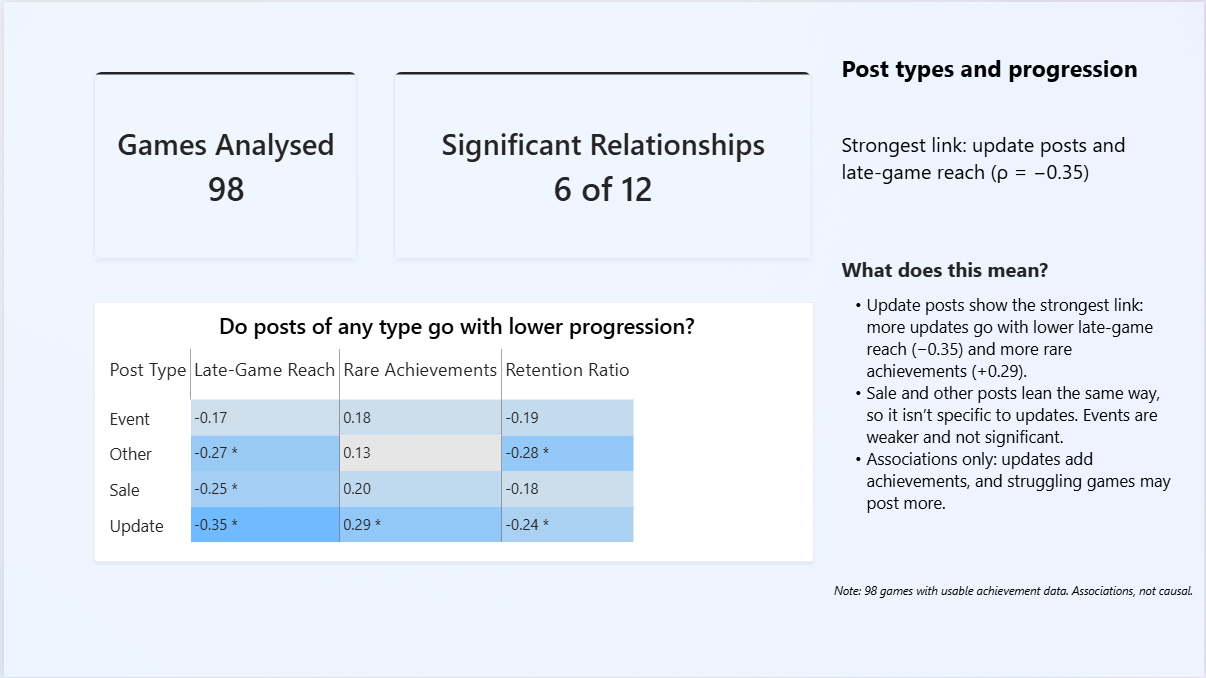 Games Analysed
98
Significant Relationships
6 of 12
Do posts of any type go with lower progression?
Post Type Late-Game Reach Rare Achievements Retention Ratio
Event -0.17 0.18 -0.19
Other -0.27 * 0.13 -0.28 *
Sale -0.25 * 0.20 -0.18
Update -0.35 * 0.29 * -0.24 *
Post types and progression
Strongest link: update posts and
late-game reach (ρ = −0.35)
What does this mean?
• Update posts show the strongest link:
more updates go with lower late-game
reach (−0.35) and more rare
achievements (+0.29).
• Sale and other posts lean the same way,
so it isn’t specific to updates. Events are
weaker and not significant.
• Associations only: updates add
achievements, and struggling games may
post more.
Note: 98 games with usable achievement data. Associations, not causal.